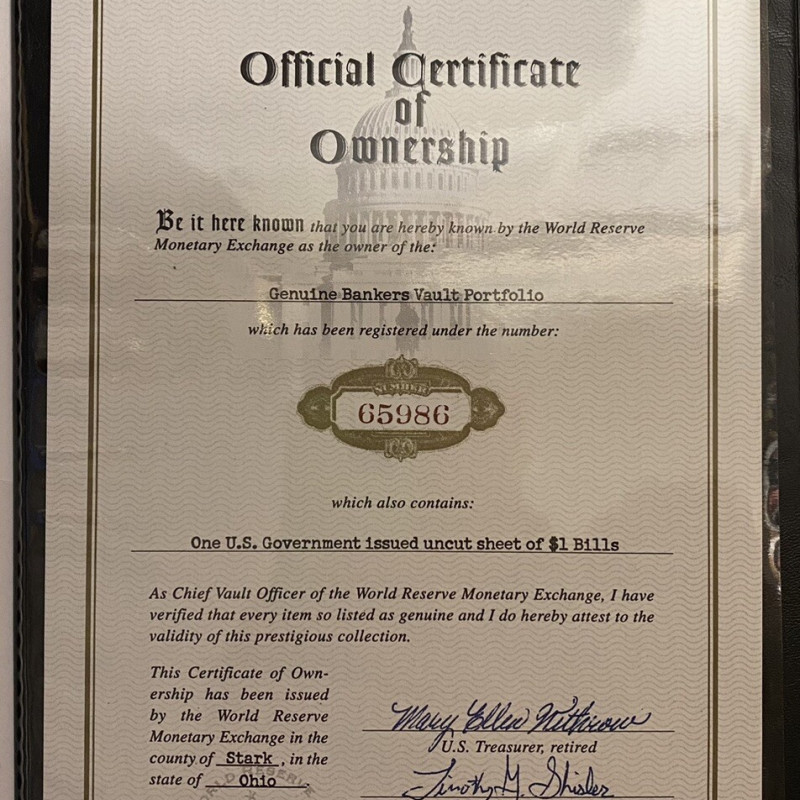 Official Certificate
of
Ownership
Be it here known that you are hereby known by the World Reserve
Monetary Exchange as the owner of the:
Genuine Bankers Vault Portfolio
which has been registered under the number:
NUMBER
65986
which also contains:
One U.S. Government issued uncut sheet of $1 Bills
As Chief Vault Officer of the World Reserve Monetary Exchange, I have
verified that every item so listed as genuine and I do hereby attest to the
validity of this prestigious collection.
This Certificate of Own-
ership has been issued
by the World Reserve
Monetary Exchange in the
county of Stark, in the
state of Ohio.
WORLD RESERVE
Mary Ellen Withrow
U.S. Treasurer, retired
Timothy M. Shisler